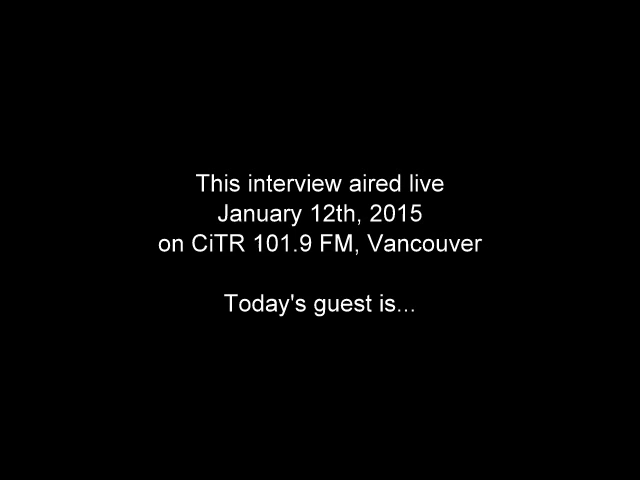 This interview aired live
January 12th, 2015
on CiTR 101.9 FM, Vancouver
Today's guest is...